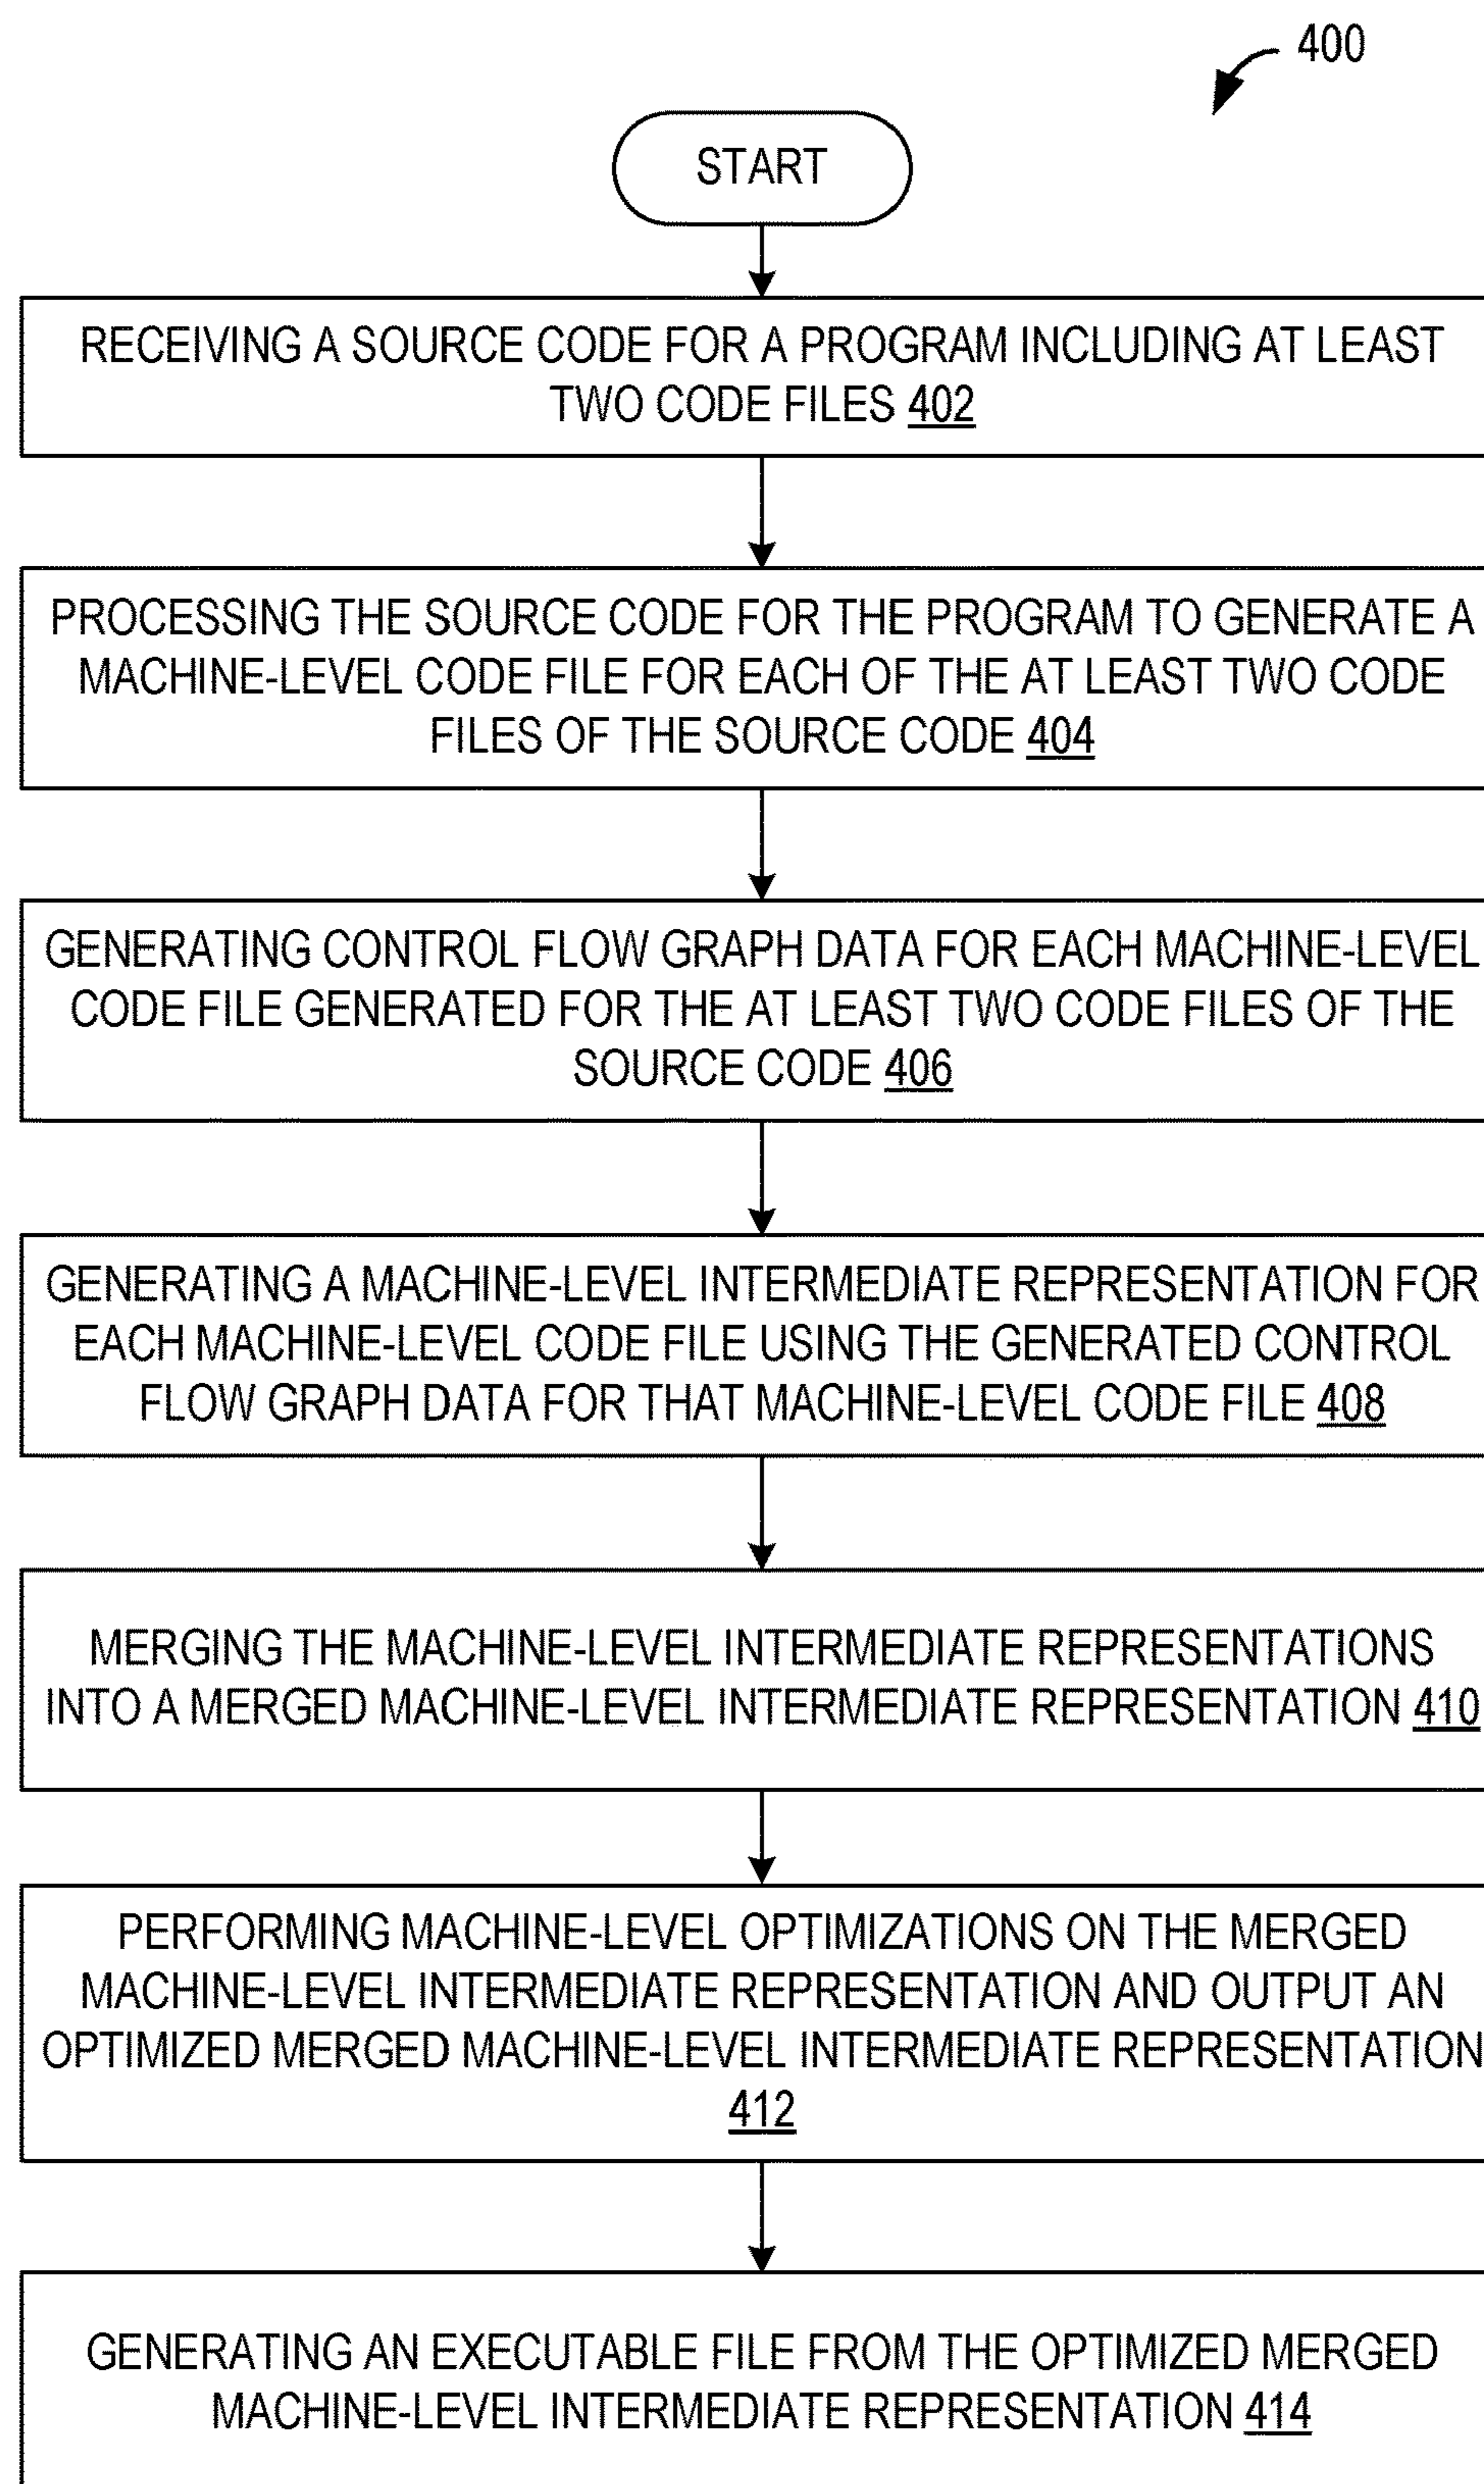 400
START
RECEIVING A SOURCE CODE FOR A PROGRAM INCLUDING AT LEAST
TWO CODE FILES 402
PROCESSING THE SOURCE CODE FOR THE PROGRAM TO GENERATE A
MACHINE-LEVEL CODE FILE FOR EACH OF THE AT LEAST TWO CODE
FILES OF THE SOURCE CODE 404
GENERATING CONTROL FLOW GRAPH DATA FOR EACH MACHINE-LEVEL
CODE FILE GENERATED FOR THE AT LEAST TWO CODE FILES OF THE
SOURCE CODE 406
GENERATING A MACHINE-LEVEL INTERMEDIATE REPRESENTATION FOR
EACH MACHINE-LEVEL CODE FILE USING THE GENERATED CONTROL
FLOW GRAPH DATA FOR THAT MACHINE-LEVEL CODE FILE 408
MERGING THE MACHINE-LEVEL INTERMEDIATE REPRESENTATIONS
INTO A MERGED MACHINE-LEVEL INTERMEDIATE REPRESENTATION 410
PERFORMING MACHINE-LEVEL OPTIMIZATIONS ON THE MERGED
MACHINE-LEVEL INTERMEDIATE REPRESENTATION AND OUTPUT AN
OPTIMIZED MERGED MACHINE-LEVEL INTERMEDIATE REPRESENTATION
412
GENERATING AN EXECUTABLE FILE FROM THE OPTIMIZED MERGED
MACHINE-LEVEL INTERMEDIATE REPRESENTATION 414